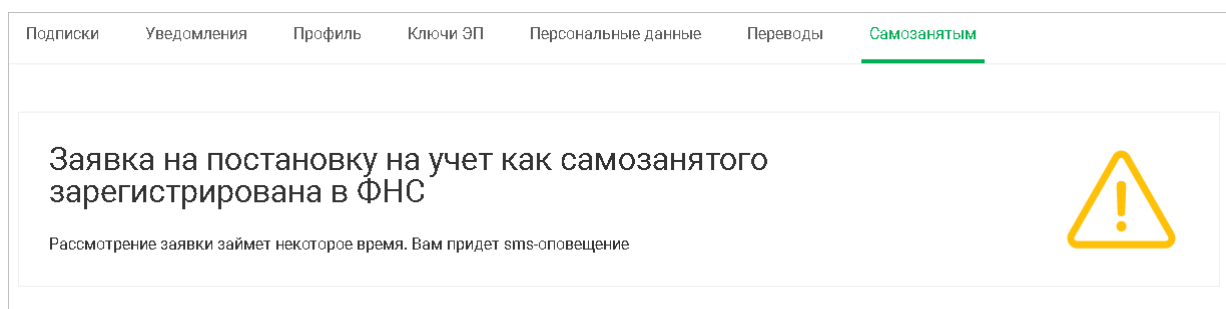 Подписки Уведомления Профиль Ключи ЭП Персональные данные Переводы Самозанятым
Заявка на постановку на учет как самозанятого
зарегистрирована в ФНС
Рассмотрение заявки займет некоторое время. Вам придет sms-оповещение